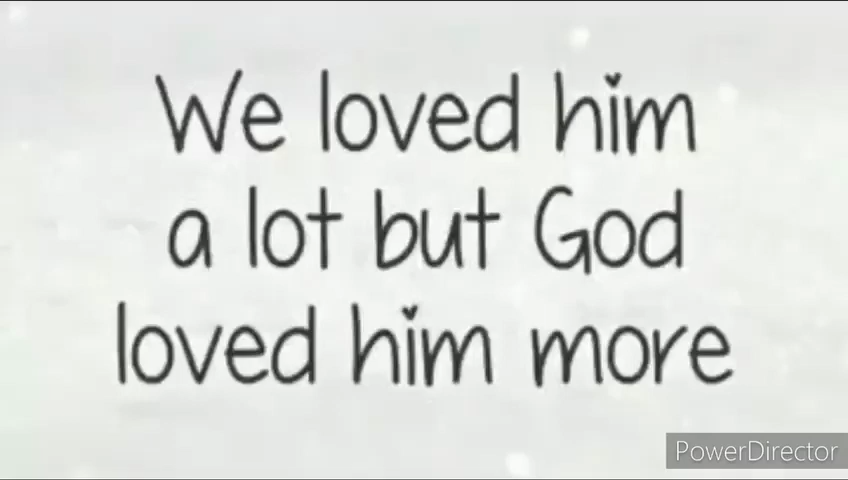 We loved him
a lot but God
loved him more
PowerDirector